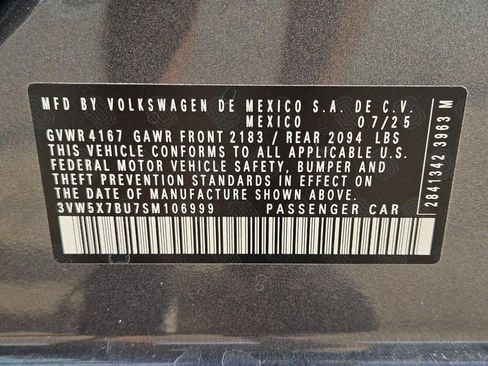 MFD BY VOLKSWAGEN DE MEXICO S.A. DE C.V.
MEXICO 07/25
GVWR 4167 GAWR FRONT 2183 / REAR 2094 LBS
THIS VEHICLE CONFORMS TO ALL APPLICABLE U.S.
FEDERAL MOTOR VEHICLE SAFETY, BUMPER AND
THEFT PREVENTION STANDARDS IN EFFECT ON
THE DATE OF MANUFACTURE SHOWN ABOVE.
3VW5X7BU7SM106999 PASSENGER CAR
2841342 3963 M